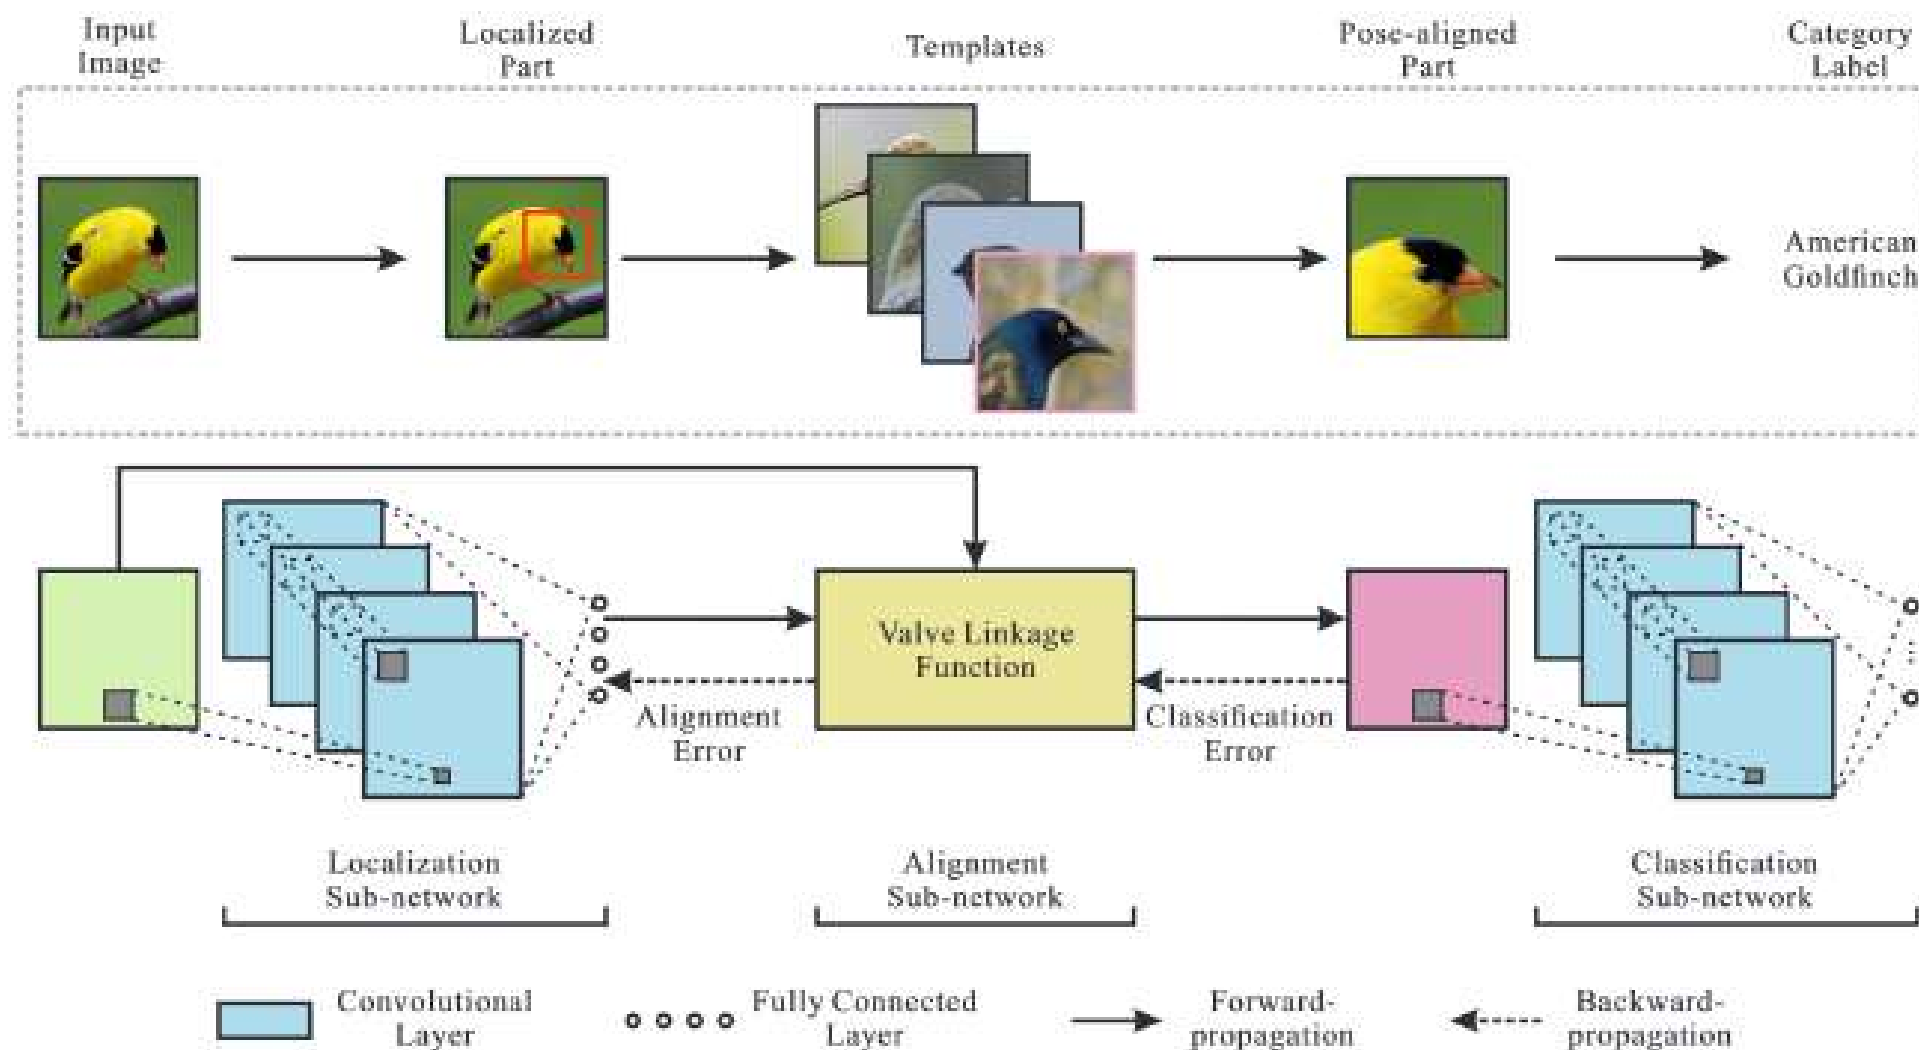 Input
Image
Localized
Part
Templates
Pose-aligned
Part
Category
Label
American
Goldfinch
Valve Linkage
Function
Alignment
Error
Classification
Error
Localization
Sub-network
Alignment
Sub-network
Classification
Sub-network
Convolutional
Layer
Fully Connected
Layer
Forward-
propagation
Backward-
propagation